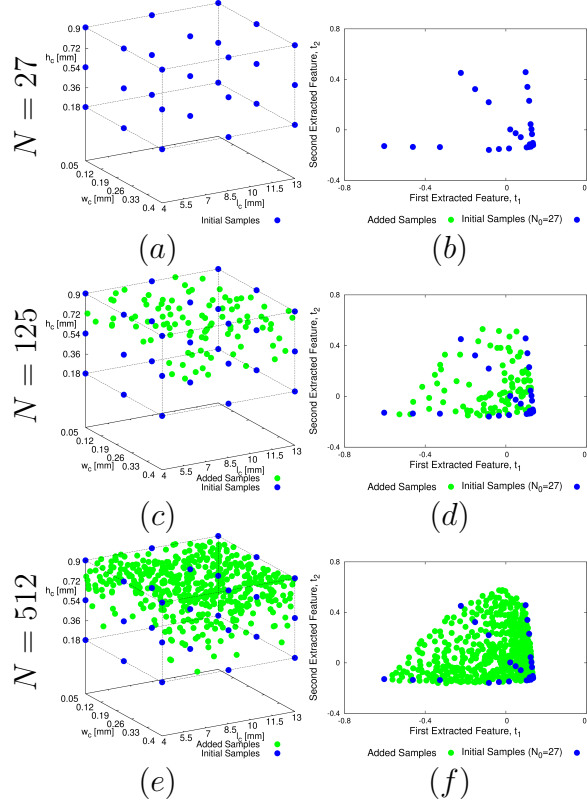 N = 27
0.9
0.72
h_c [mm]
0.54
0.36
0.18
0.05
0.12
0.19
0.26
0.33
0.4
w_c [mm]
4
5.5
7
8.5
10
11.5
13
l_c [mm]
Initial Samples
(a)
Second Extracted Feature, t_2
0.8
0.4
0
-0.4
-0.8
-0.4
0
0
First Extracted Feature, t_1
Added Samples
Initial Samples (N_0=27)
(b)
N = 125
0.9
0.72
h_c [mm]
0.54
0.36
0.18
0.05
0.12
0.19
0.26
0.33
0.4
w_c [mm]
4
5.5
7
8.5
10
11.5
13
l_c [mm]
Added Samples
Initial Samples
(c)
Second Extracted Feature, t_2
0.8
0.4
0
-0.4
-0.8
-0.4
0
0
First Extracted Feature, t_1
Added Samples
Initial Samples (N_0=27)
(d)
N = 512
0.9
0.72
h_c [mm]
0.54
0.36
0.18
0.05
0.12
0.19
0.26
0.33
0.4
w_c [mm]
4
5.5
7
8.5
10
11.5
13
l_c [mm]
Added Samples
Initial Samples
(e)
Second Extracted Feature, t_2
0.8
0.4
0
-0.4
-0.8
-0.4
0
0
First Extracted Feature, t_1
Added Samples
Initial Samples (N_0=27)
(f)